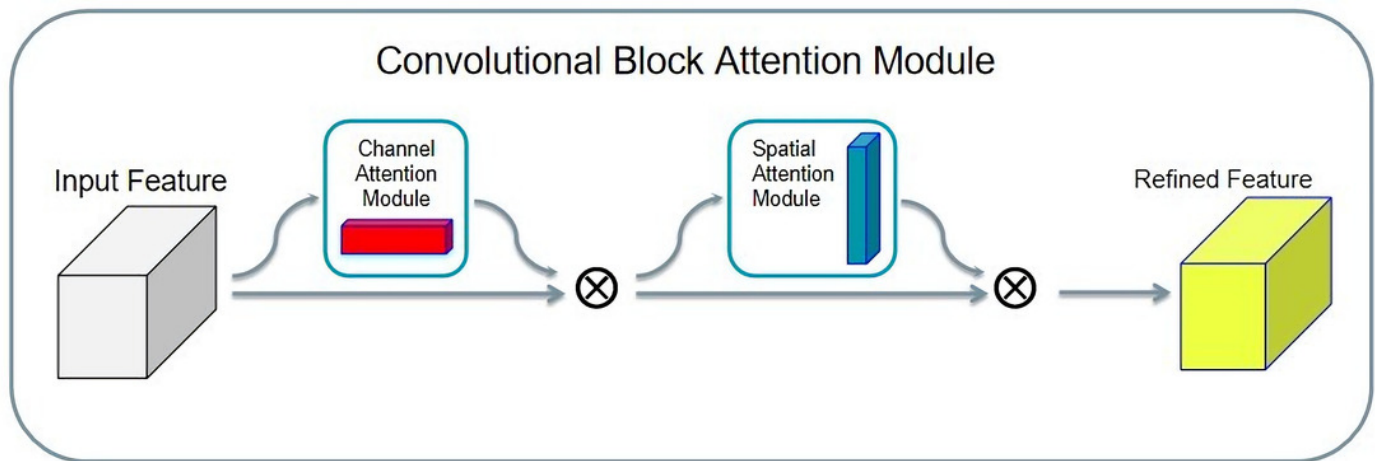 Convolutional Block Attention Module
Input Feature
Channel
Attention
Module
Spatial
Attention
Module
Refined Feature